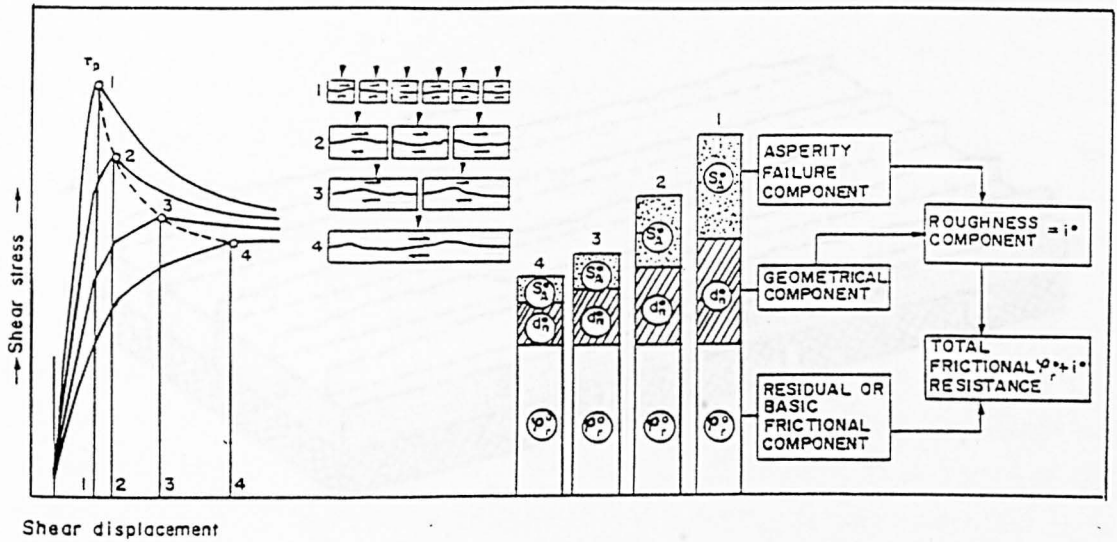 τp
1
2
3
4
Shear stress
1 2 3 4
Shear displacement
1
2
3
4
4
3
2
1
S°A
S°A
S°A
S°A
d°n
d°n
d°n
d°n
φ°r
φ°r
φ°r
φ°r
ASPERITY
FAILURE
COMPONENT
GEOMETRICAL
COMPONENT
RESIDUAL OR
BASIC
FRICTIONAL
COMPONENT
ROUGHNESS
COMPONENT = i°
TOTAL
FRICTIONAL φ°r + i°
RESISTANCE